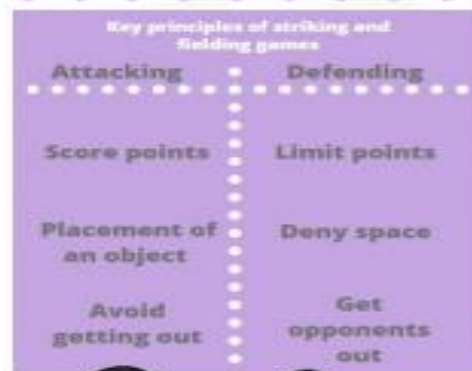 Key principles of striking and
fielding games
Attacking
Defending
Score points
Limit points
Placement of
an object
Deny space
Avoid
getting out
Get
opponents
out